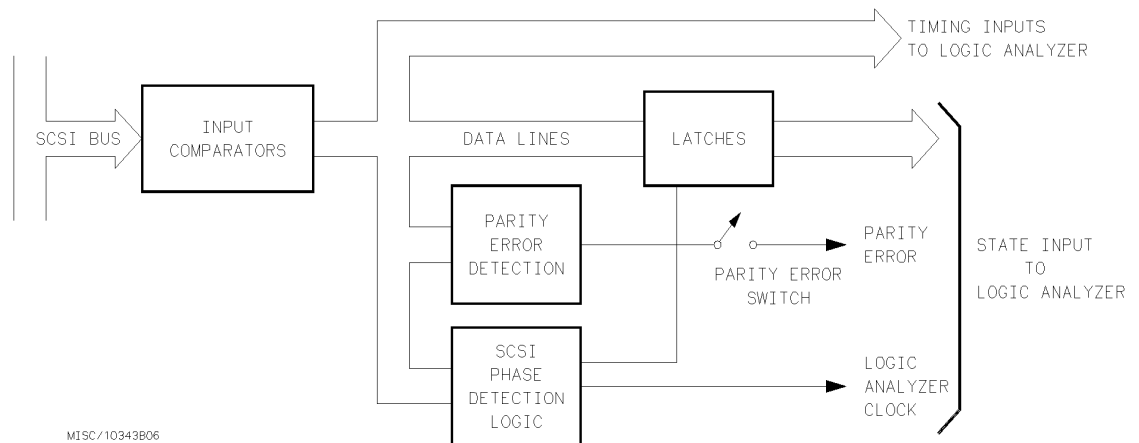 TIMING INPUTS
TO LOGIC ANALYZER
SCSI BUS
INPUT
COMPARATORS
DATA LINES
LATCHES
PARITY
ERROR
DETECTION
PARITY ERROR
SWITCH
PARITY
ERROR
STATE INPUT
TO
LOGIC ANALYZER
SCSI
PHASE
DETECTION
LOGIC
LOGIC
ANALYZER
CLOCK
MISC/10343B06